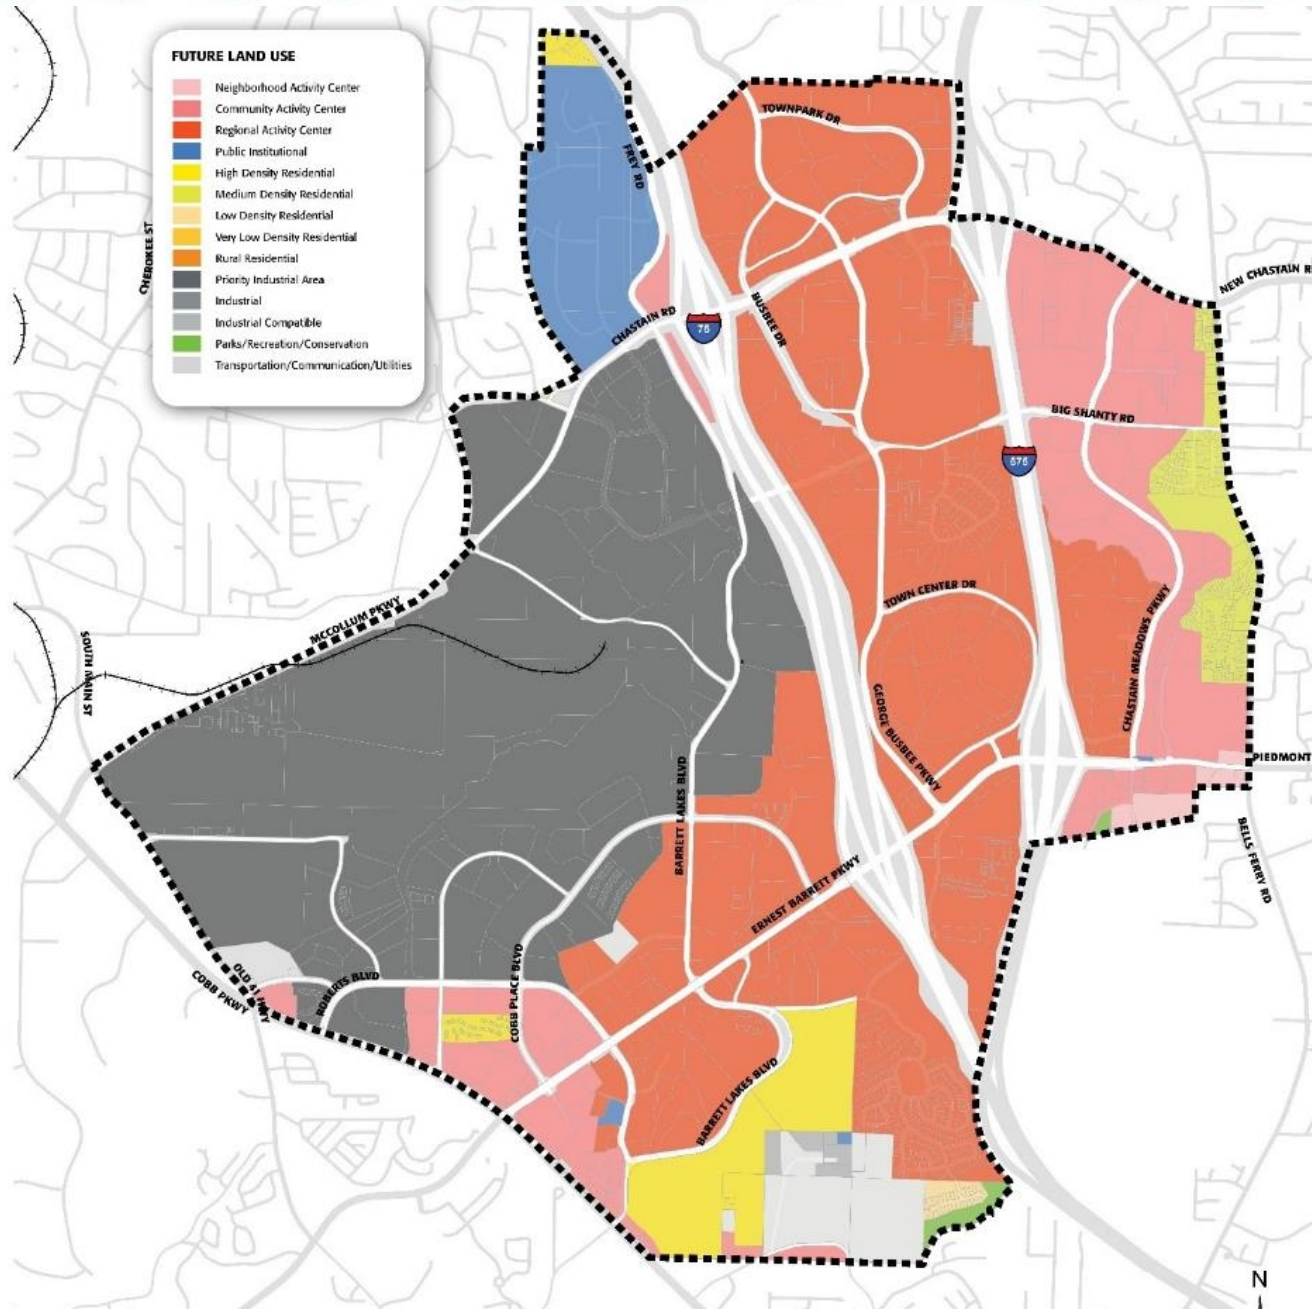 FUTURE LAND USE
Neighborhood Activity Center
Community Activity Center
Regional Activity Center
Public Institutional
High Density Residential
Medium Density Residential
Low Density Residential
Very Low Density Residential
Rural Residential
Priority Industrial Area
Industrial
Industrial Compatible
Parks/Recreation/Conservation
Transportation/Communication/Utilities
TOWNPARK DR
FREY RD
CHEROKEE ST
NEW CHASTAIN R
CHASTAIN RD
75
BUSBEE DR
BIG SHANTY RD
575
TOWN CENTER DR
MCCOLLUM PKWY
SOUTH MAIN ST
CHASTAIN MEADOWS PKWY
GEORGE BUSBEE PKWY
PIEDMONT
BARRETT LAKES BLVD
BELLS FERRY RD
ERNEST BARRETT PKWY
COBB PKWY
OLD 41 HWY
ROBERTS BLVD
COBB PLACE BLVD
BARRETT LAKES BLVD
N